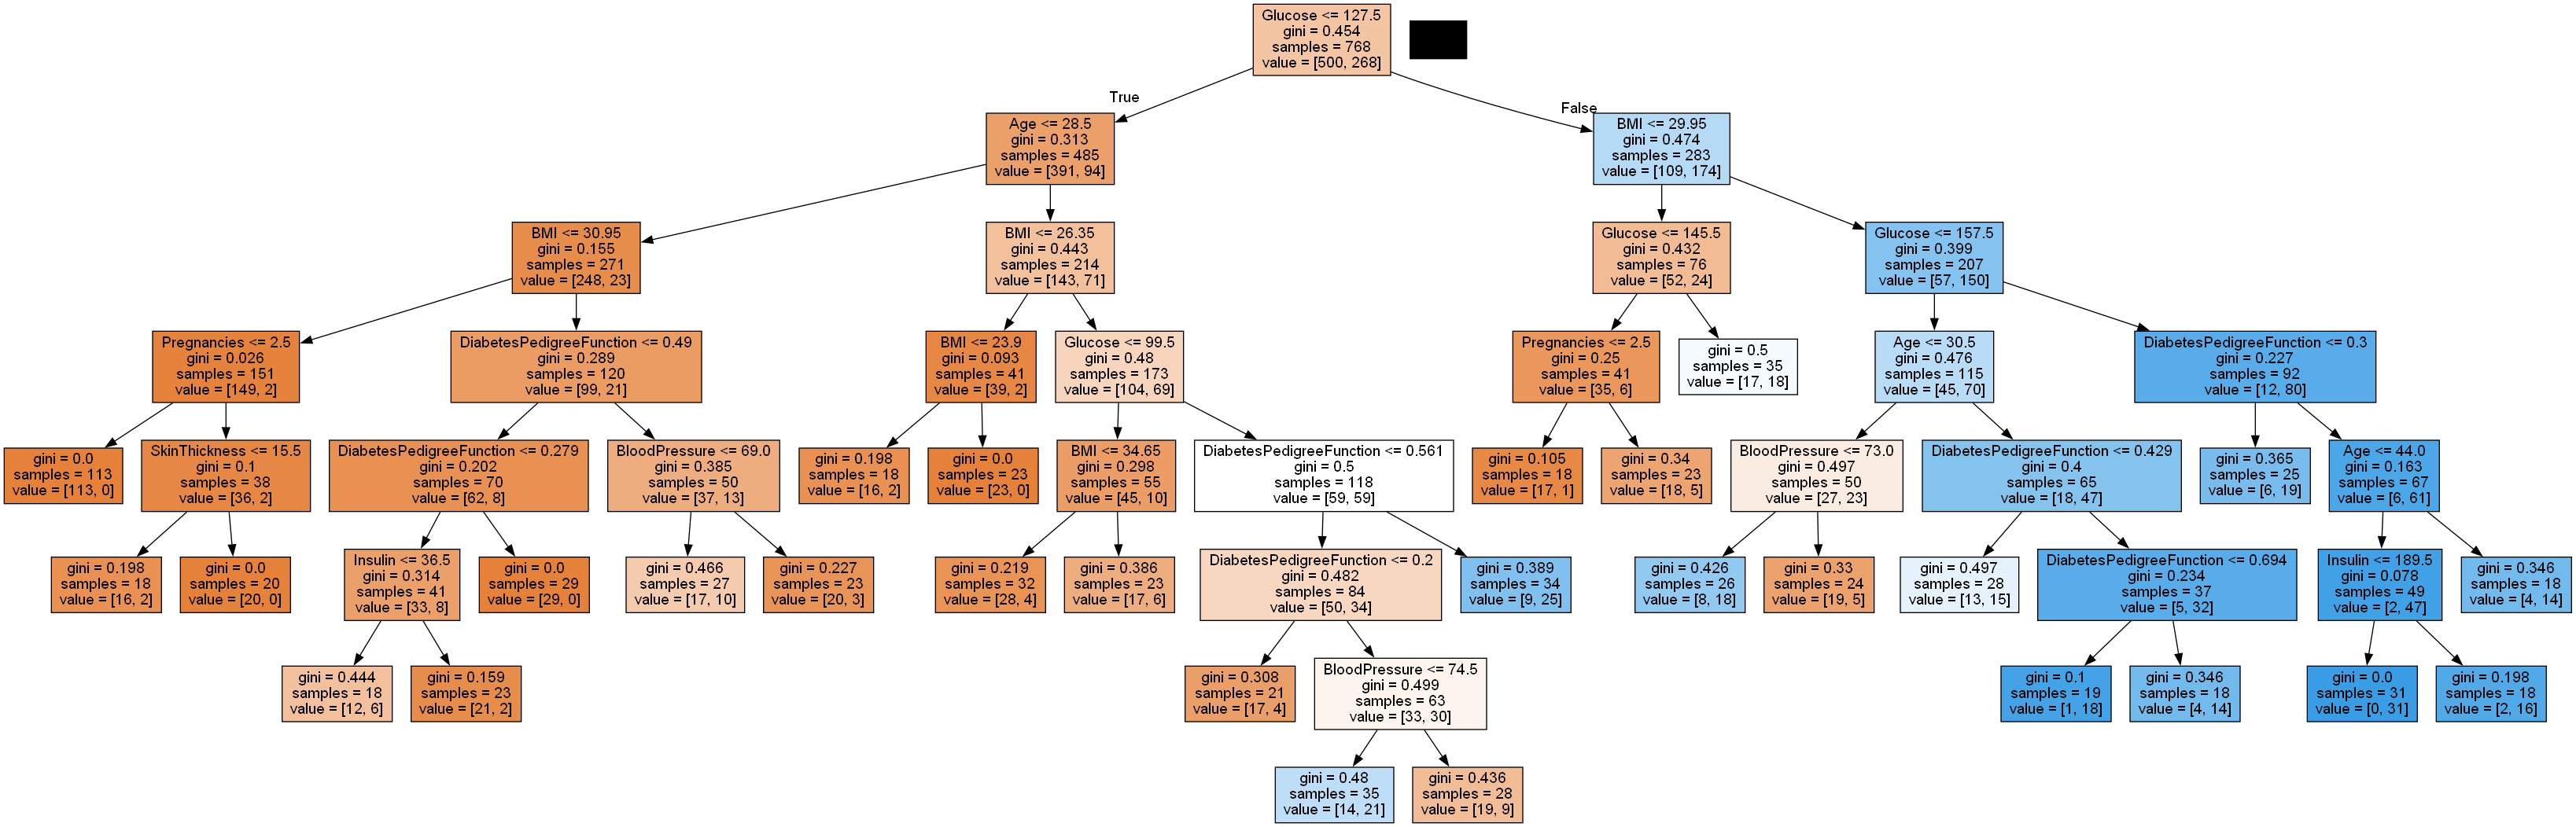 Glucose <= 127.5
gini = 0.454
samples = 768
value = [500, 268]
True
False
Age <= 28.5
gini = 0.313
samples = 485
value = [391, 94]
BMI <= 29.95
gini = 0.474
samples = 283
value = [109, 174]
BMI <= 30.95
gini = 0.155
samples = 271
value = [248, 23]
BMI <= 26.35
gini = 0.443
samples = 214
value = [143, 71]
Glucose <= 145.5
gini = 0.432
samples = 76
value = [52, 24]
Glucose <= 157.5
gini = 0.399
samples = 207
value = [57, 150]
Pregnancies <= 2.5
gini = 0.026
samples = 151
value = [149, 2]
DiabetesPedigreeFunction <= 0.49
gini = 0.289
samples = 120
value = [99, 21]
BMI <= 23.9
gini = 0.093
samples = 41
value = [39, 2]
Glucose <= 99.5
gini = 0.48
samples = 173
value = [104, 69]
Pregnancies <= 2.5
gini = 0.25
samples = 41
value = [35, 6]
gini = 0.5
samples = 35
value = [17, 18]
Age <= 30.5
gini = 0.476
samples = 115
value = [45, 70]
DiabetesPedigreeFunction <= 0.3
gini = 0.227
samples = 92
value = [12, 80]
gini = 0.0
samples = 113
value = [113, 0]
SkinThickness <= 15.5
gini = 0.1
samples = 38
value = [36, 2]
DiabetesPedigreeFunction <= 0.279
gini = 0.202
samples = 70
value = [62, 8]
BloodPressure <= 69.0
gini = 0.385
samples = 50
value = [37, 13]
gini = 0.198
samples = 18
value = [16, 2]
gini = 0.0
samples = 23
value = [23, 0]
BMI <= 34.65
gini = 0.298
samples = 55
value = [45, 10]
DiabetesPedigreeFunction <= 0.561
gini = 0.5
samples = 118
value = [59, 59]
gini = 0.105
samples = 18
value = [17, 1]
gini = 0.34
samples = 23
value = [18, 5]
BloodPressure <= 73.0
gini = 0.497
samples = 50
value = [27, 23]
DiabetesPedigreeFunction <= 0.429
gini = 0.4
samples = 65
value = [18, 47]
gini = 0.365
samples = 25
value = [6, 19]
Age <= 44.0
gini = 0.163
samples = 67
value = [6, 61]
gini = 0.198
samples = 18
value = [16, 2]
gini = 0.0
samples = 20
value = [20, 0]
Insulin <= 36.5
gini = 0.314
samples = 41
value = [33, 8]
gini = 0.0
samples = 29
value = [29, 0]
gini = 0.466
samples = 27
value = [17, 10]
gini = 0.227
samples = 23
value = [20, 3]
gini = 0.219
samples = 32
value = [28, 4]
gini = 0.386
samples = 23
value = [17, 6]
DiabetesPedigreeFunction <= 0.2
gini = 0.482
samples = 84
value = [50, 34]
gini = 0.389
samples = 34
value = [9, 25]
gini = 0.426
samples = 26
value = [8, 18]
gini = 0.33
samples = 24
value = [19, 5]
gini = 0.497
samples = 28
value = [13, 15]
DiabetesPedigreeFunction <= 0.694
gini = 0.234
samples = 37
value = [5, 32]
Insulin <= 189.5
gini = 0.078
samples = 49
value = [2, 47]
gini = 0.346
samples = 18
value = [4, 14]
gini = 0.444
samples = 18
value = [12, 6]
gini = 0.159
samples = 23
value = [21, 2]
gini = 0.308
samples = 21
value = [17, 4]
BloodPressure <= 74.5
gini = 0.499
samples = 63
value = [33, 30]
gini = 0.1
samples = 19
value = [1, 18]
gini = 0.346
samples = 18
value = [4, 14]
gini = 0.0
samples = 31
value = [0, 31]
gini = 0.198
samples = 18
value = [2, 16]
gini = 0.48
samples = 35
value = [14, 21]
gini = 0.436
samples = 28
value = [19, 9]